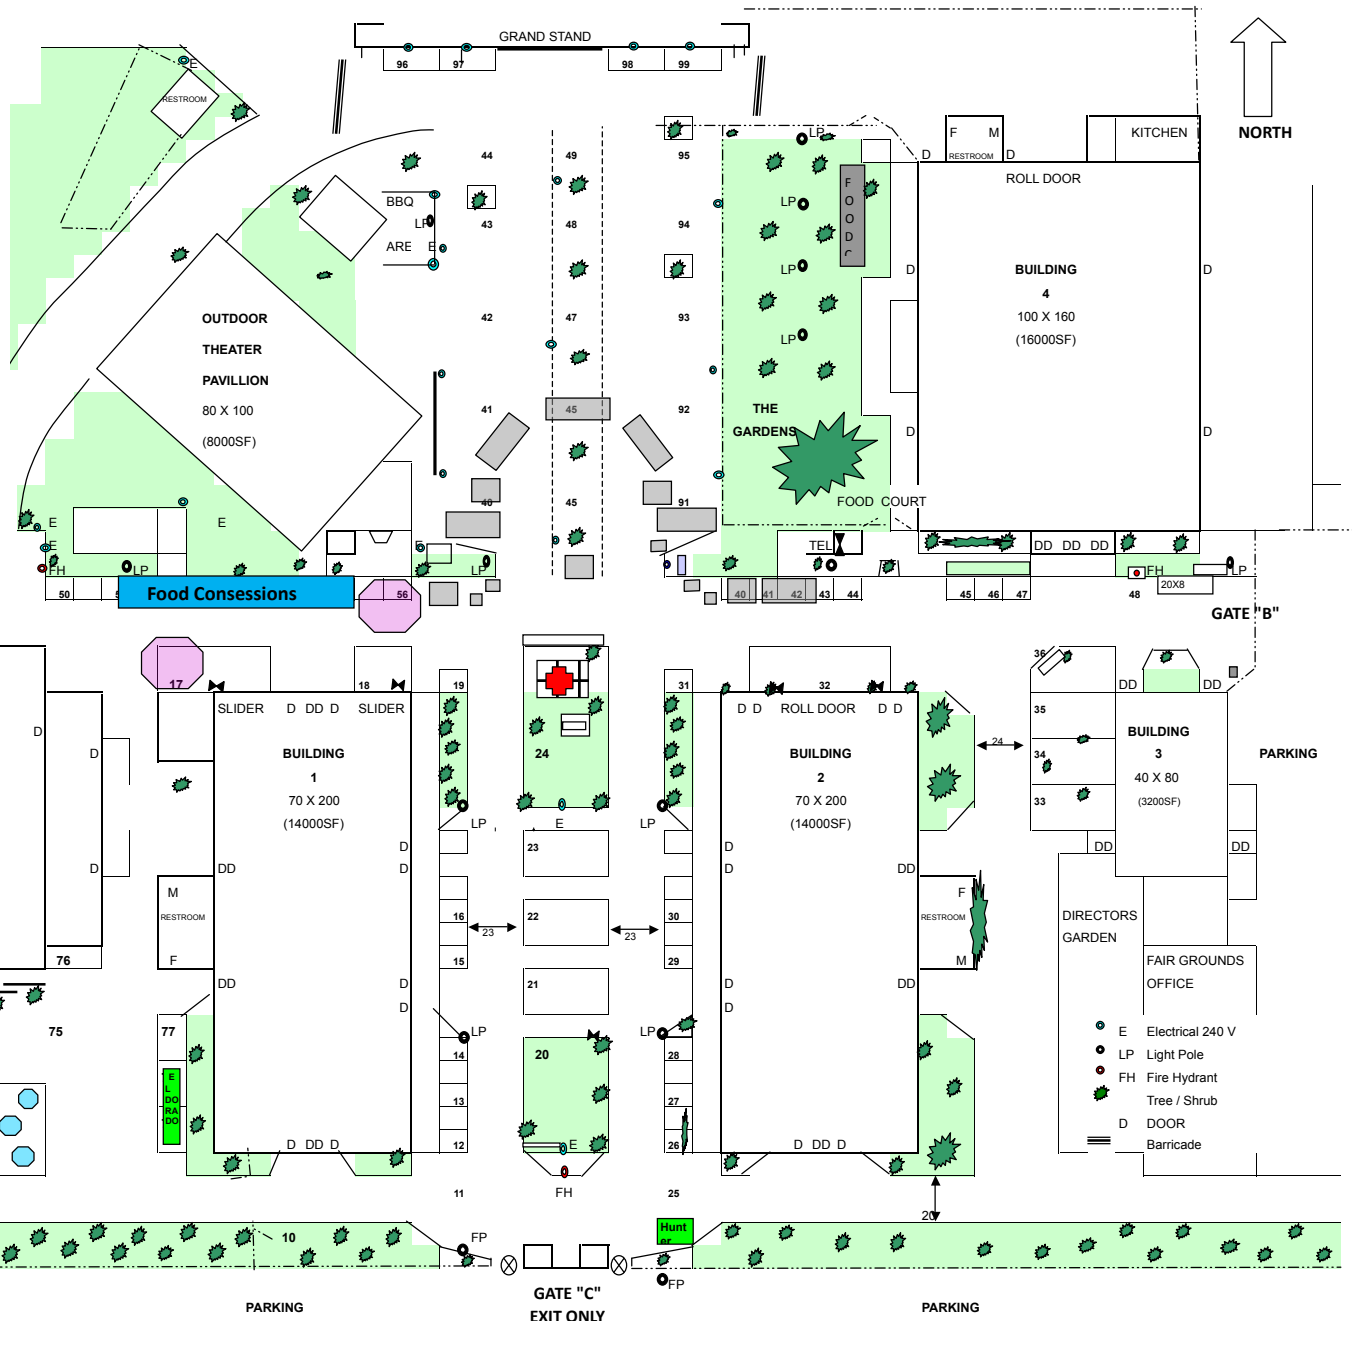 GRAND STAND
96 97 98 99
E
RESTROOM
NORTH
LP
F M
KITCHEN
D RESTROOM D
ROLL DOOR
44 49 95
BBQ
LP
ARE E
43 48 94
LP
FOOD
LP
D D
BUILDING
4
100 X 160
(16000SF)
OUTDOOR
THEATER
PAVILLION
80 X 100
(8000SF)
42 47 93
LP
41 45 92
THE
GARDENS
D D
40 45 91
FOOD COURT
E E
E E
TEL
DD DD DD
FH LP LP
FH LP
20X8
50 56
Food Consessions
40 41 42 43 44 45 46 47 48
GATE "B"
17 18 19 31 32 36
DD DD
SLIDER D DD D SLIDER
D D ROLL DOOR D D
35
D
BUILDING
1
70 X 200
(14000SF)
24
BUILDING
2
70 X 200
(14000SF)
24
34
33
BUILDING
3
40 X 80
(3200SF)
PARKING
D
LP E LP
D 23 D
DD DD
D DD D D DD
M
RESTROOM
F
16 22 30
23 23
15 21 29
F
RESTROOM
M
DIRECTORS
GARDEN
FAIR GROUNDS
OFFICE
76
DD D D DD
D D
75 77
LP LP
14 20 28
13 27
12 26
EL DORADO
E Electrical 240 V
LP Light Pole
FH Fire Hydrant
Tree / Shrub
D DOOR
Barricade
D DD D E D DD D
11 FH 25
20
10
FP
Hunter
FP
GATE "C"
EXIT ONLY
PARKING PARKING